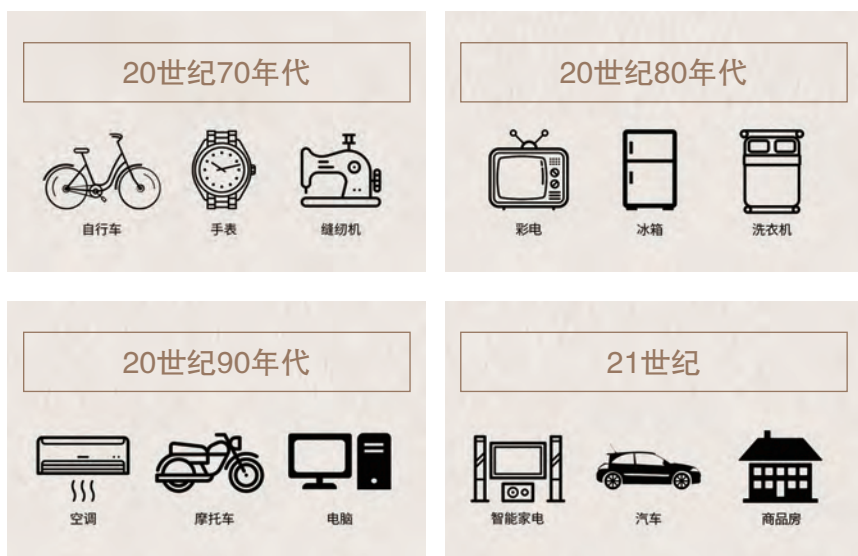 20世纪70年代
自行车 手表 缝纫机
20世纪80年代
彩电 冰箱 洗衣机
20世纪90年代
空调 摩托车 电脑
21世纪
智能家电 汽车 商品房